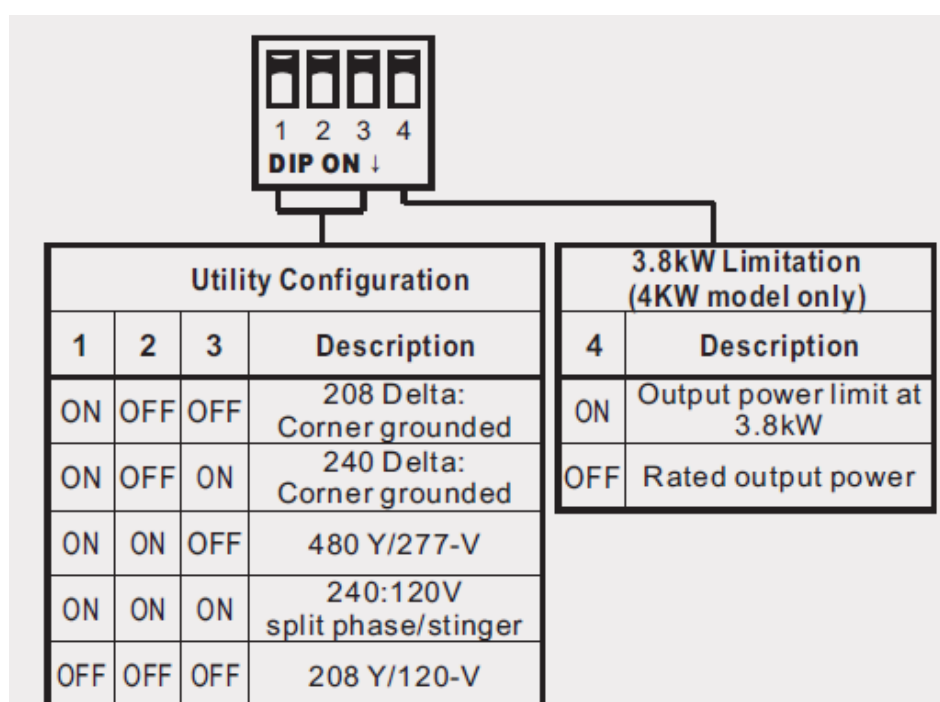 1 2 3 4
DIP ON ↓
Utility Configuration
1 2 3 Description
ON OFF OFF 208 Delta:
Corner grounded
ON OFF ON 240 Delta:
Corner grounded
ON ON OFF 480 Y/277-V
ON ON ON 240:120V
split phase/stinger
OFF OFF OFF 208 Y/120-V
3.8kW Limitation
(4KW model only)
4 Description
ON Output power limit at
3.8kW
OFF Rated output power